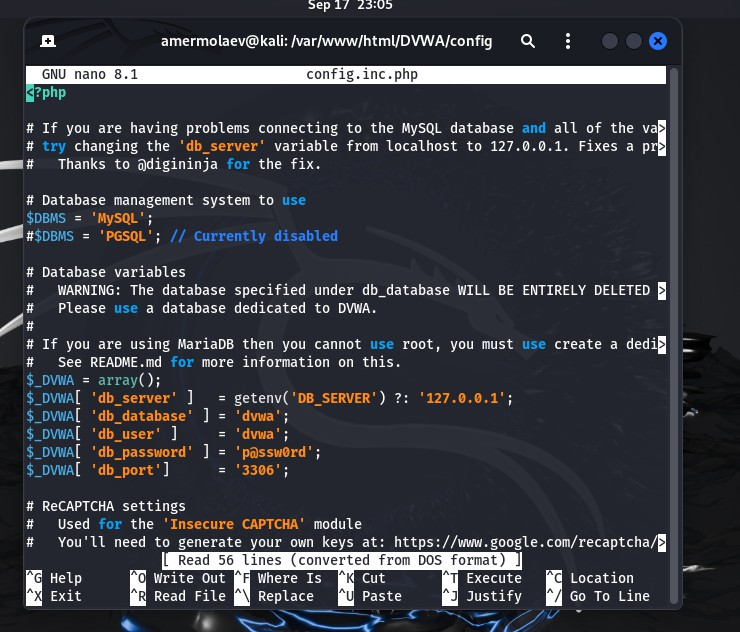 Sep 17 23:05
amermolaev@kali: /var/www/html/DVWA/config
GNU nano 8.1 config.inc.php
<?php
# If you are having problems connecting to the MySQL database and all of the va>
# try changing the 'db_server' variable from localhost to 127.0.0.1. Fixes a pr>
#   Thanks to @digininja for the fix.
# Database management system to use
$DBMS = 'MySQL';
#$DBMS = 'PGSQL'; // Currently disabled
# Database variables
#   WARNING: The database specified under db_database WILL BE ENTIRELY DELETED >
#   Please use a database dedicated to DVWA.
#
# If you are using MariaDB then you cannot use root, you must use create a dedi>
#   See README.md for more information on this.
$_DVWA = array();
$_DVWA[ 'db_server' ]   = getenv('DB_SERVER') ?: '127.0.0.1';
$_DVWA[ 'db_database' ] = 'dvwa';
$_DVWA[ 'db_user' ]     = 'dvwa';
$_DVWA[ 'db_password' ] = 'p@ssw0rd';
$_DVWA[ 'db_port']      = '3306';
# ReCAPTCHA settings
#   Used for the 'Insecure CAPTCHA' module
#   You'll need to generate your own keys at: https://www.google.com/recaptcha/>
[ Read 56 lines (converted from DOS format) ]
^G Help ^O Write Out ^F Where Is ^K Cut ^T Execute ^C Location
^X Exit ^R Read File ^\ Replace ^U Paste ^J Justify ^/ Go To Line